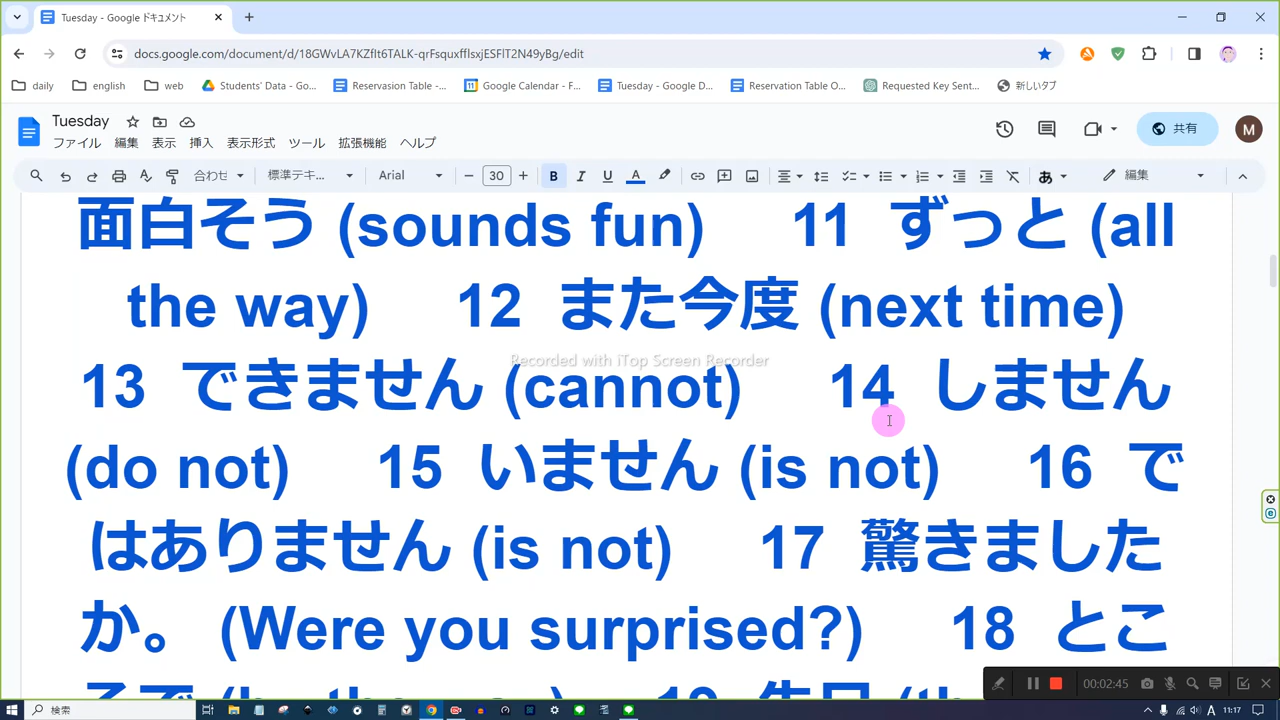 Tuesday - Google ドキュメント
docs.google.com/document/d/18GWvLA7KZflt6TALK-qrFsquxfflsxjESFlT2N49yBg/edit
daily english web Students' Data - Go... Reservasion Table -... Google Calendar - F... Tuesday - Google D... Reservation Table O... Requested Key Sent... 新しいタブ
Tuesday
共有
M
ファイル 編集 表示 挿入 表示形式 ツール 拡張機能 ヘルプ
合わせ 標準テキ... Arial 30 B I U A あ 編集
面白そう (sounds fun) 11 ずっと (all
the way) 12 また今度 (next time)
Recorded with iTop Screen Recorder
13 できません (cannot) 14 しません
(do not) 15 いません (is not) 16 で
はありません (is not) 17 驚きました
か。 (Were you surprised?) 18 とこ
00:02:45
検索
A 11:17